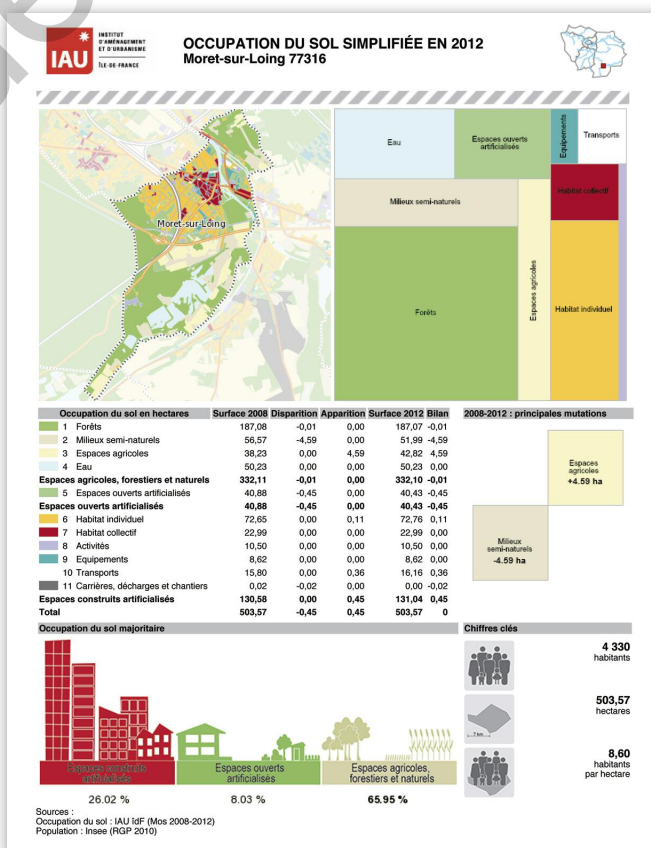 IAU
INSTITUT
D'AMÉNAGEMENT
ET D'URBANISME
ÎLE-DE-FRANCE
OCCUPATION DU SOL SIMPLIFIÉE EN 2012
Moret-sur-Loing 77316
Moret-sur-Loing
Eau
Espaces ouverts
artificialisés
Equipements
Transports
Milieux semi-naturels
Habitat collectif
Forêts
Espaces agricoles
Habitat individuel
Occupation du sol en hectares Surface 2008 Disparition Apparition Surface 2012 Bilan
1 Forêts 187,08 -0,01 0,00 187,07 -0,01
2 Milieux semi-naturels 56,57 -4,59 0,00 51,99 -4,59
3 Espaces agricoles 38,23 0,00 4,59 42,82 4,59
4 Eau 50,23 0,00 0,00 50,23 0,00
Espaces agricoles, forestiers et naturels 332,11 -0,01 0,00 332,10 -0,01
5 Espaces ouverts artificialisés 40,88 -0,45 0,00 40,43 -0,45
Espaces ouverts artificialisés 40,88 -0,45 0,00 40,43 -0,45
6 Habitat individuel 72,65 0,00 0,11 72,76 0,11
7 Habitat collectif 22,99 0,00 0,00 22,99 0,00
8 Activités 10,50 0,00 0,00 10,50 0,00
9 Equipements 8,62 0,00 0,00 8,62 0,00
10 Transports 15,80 0,00 0,36 16,16 0,36
11 Carrières, décharges et chantiers 0,02 -0,02 0,00 0,00 -0,02
Espaces construits artificialisés 130,58 0,00 0,45 131,04 0,45
Total 503,57 -0,45 0,45 503,57 0
2008-2012 : principales mutations
Espaces
agricoles
+4.59 ha
Milieux
semi-naturels
-4.59 ha
Occupation du sol majoritaire
Espaces construits
artificialisés
Espaces ouverts
artificialisés
Espaces agricoles,
forestiers et naturels
26.02 %
8.03 %
65.95 %
Chiffres clés
4 330
habitants
503,57
hectares
8,60
habitants
par hectare
Sources :
Occupation du sol : IAU îdF (Mos 2008-2012)
Population : Insee (RGP 2010)